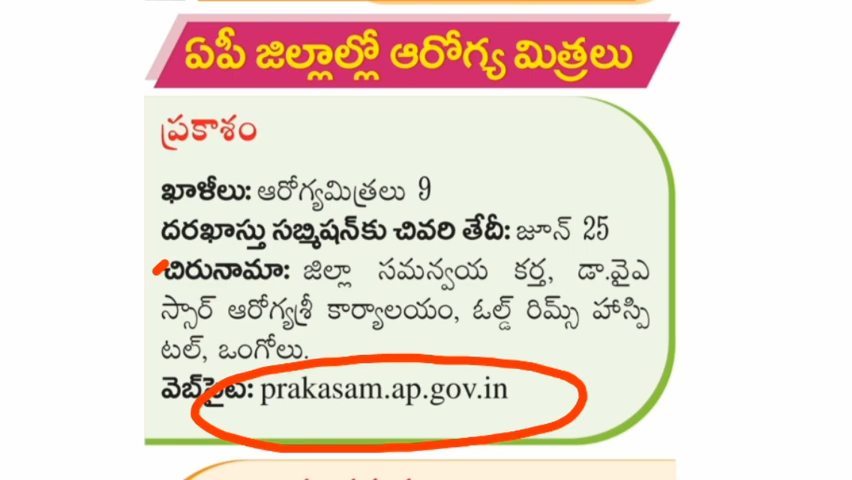 ఏపీ జిల్లాల్లో ఆరోగ్య మిత్రలు
ప్రకాశం
ఖాళీలు: ఆరోగ్యమిత్రలు 9
దరఖాస్తు సబ్మిషన్‌కు చివరి తేదీ: జూన్ 25
చిరునామా: జిల్లా సమన్వయ కర్త, డా.వైఎ
స్సార్ ఆరోగ్యశ్రీ కార్యాలయం, ఓల్డ్ రిమ్స్ హాస్పి
టల్, ఒంగోలు.
వెబ్‌సైట్: prakasam.ap.gov.in